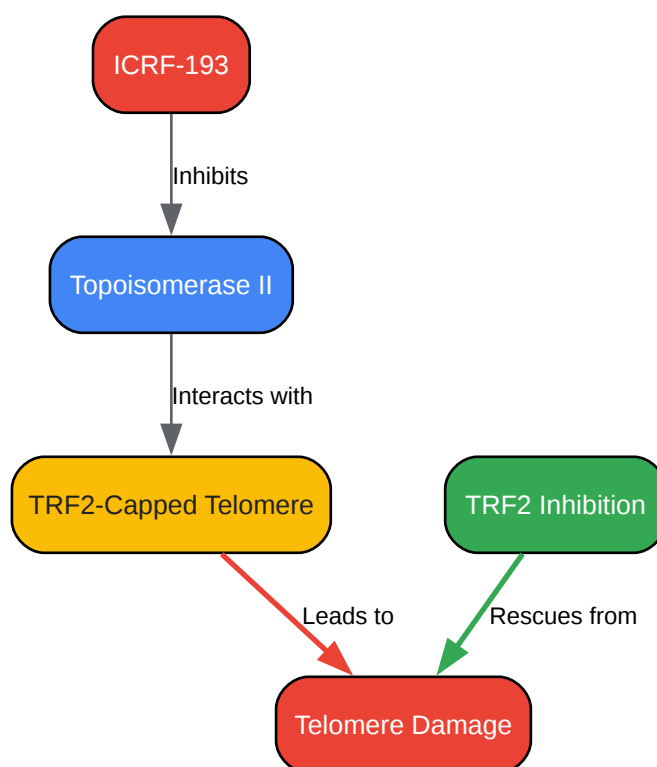 ICRF-193
Inhibits
Topoisomerase II
Interacts with
TRF2-Capped Telomere
TRF2 Inhibition
Leads to
Rescues from
Telomere Damage